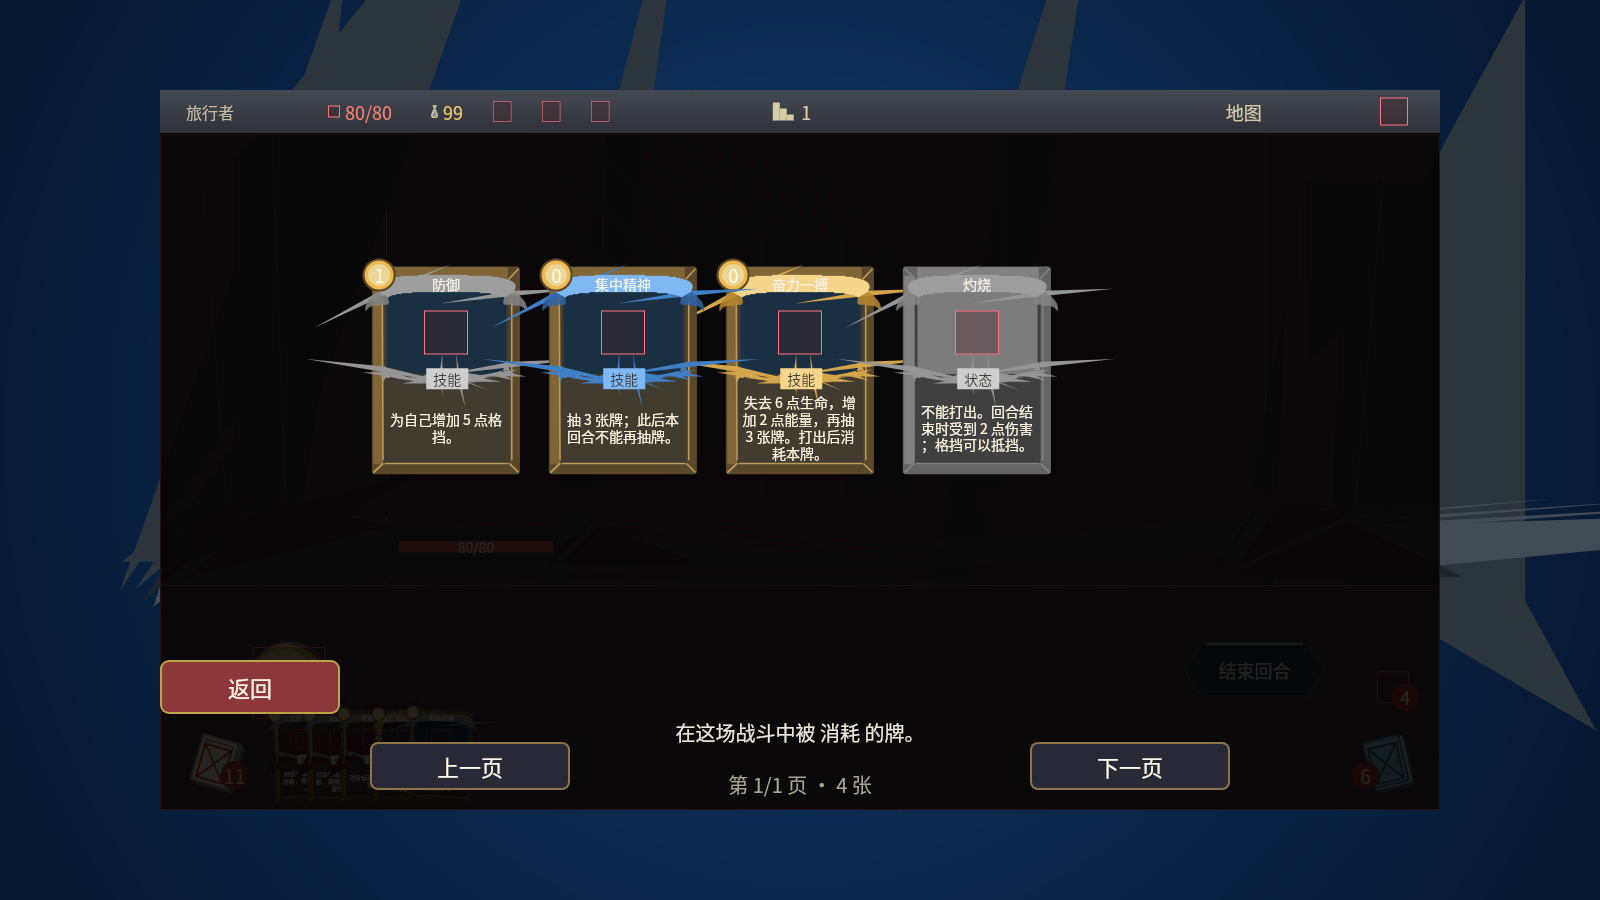 旅行者
80/80
99
1
地图
1
防御
技能
为自己增加 5 点格
挡。
0
集中精神
技能
抽 3 张牌；此后本
回合不能再抽牌。
0
奋力一搏
技能
失去 6 点生命，增
加 2 点能量，再抽
3 张牌。打出后消
耗本牌。
灼烧
状态
不能打出。回合结
束时受到 2 点伤害
；格挡可以抵挡。
80/80
结束回合
返回
4
在这场战斗中被 消耗 的牌。
上一页
下一页
第 1/1 页 · 4 张
11
6